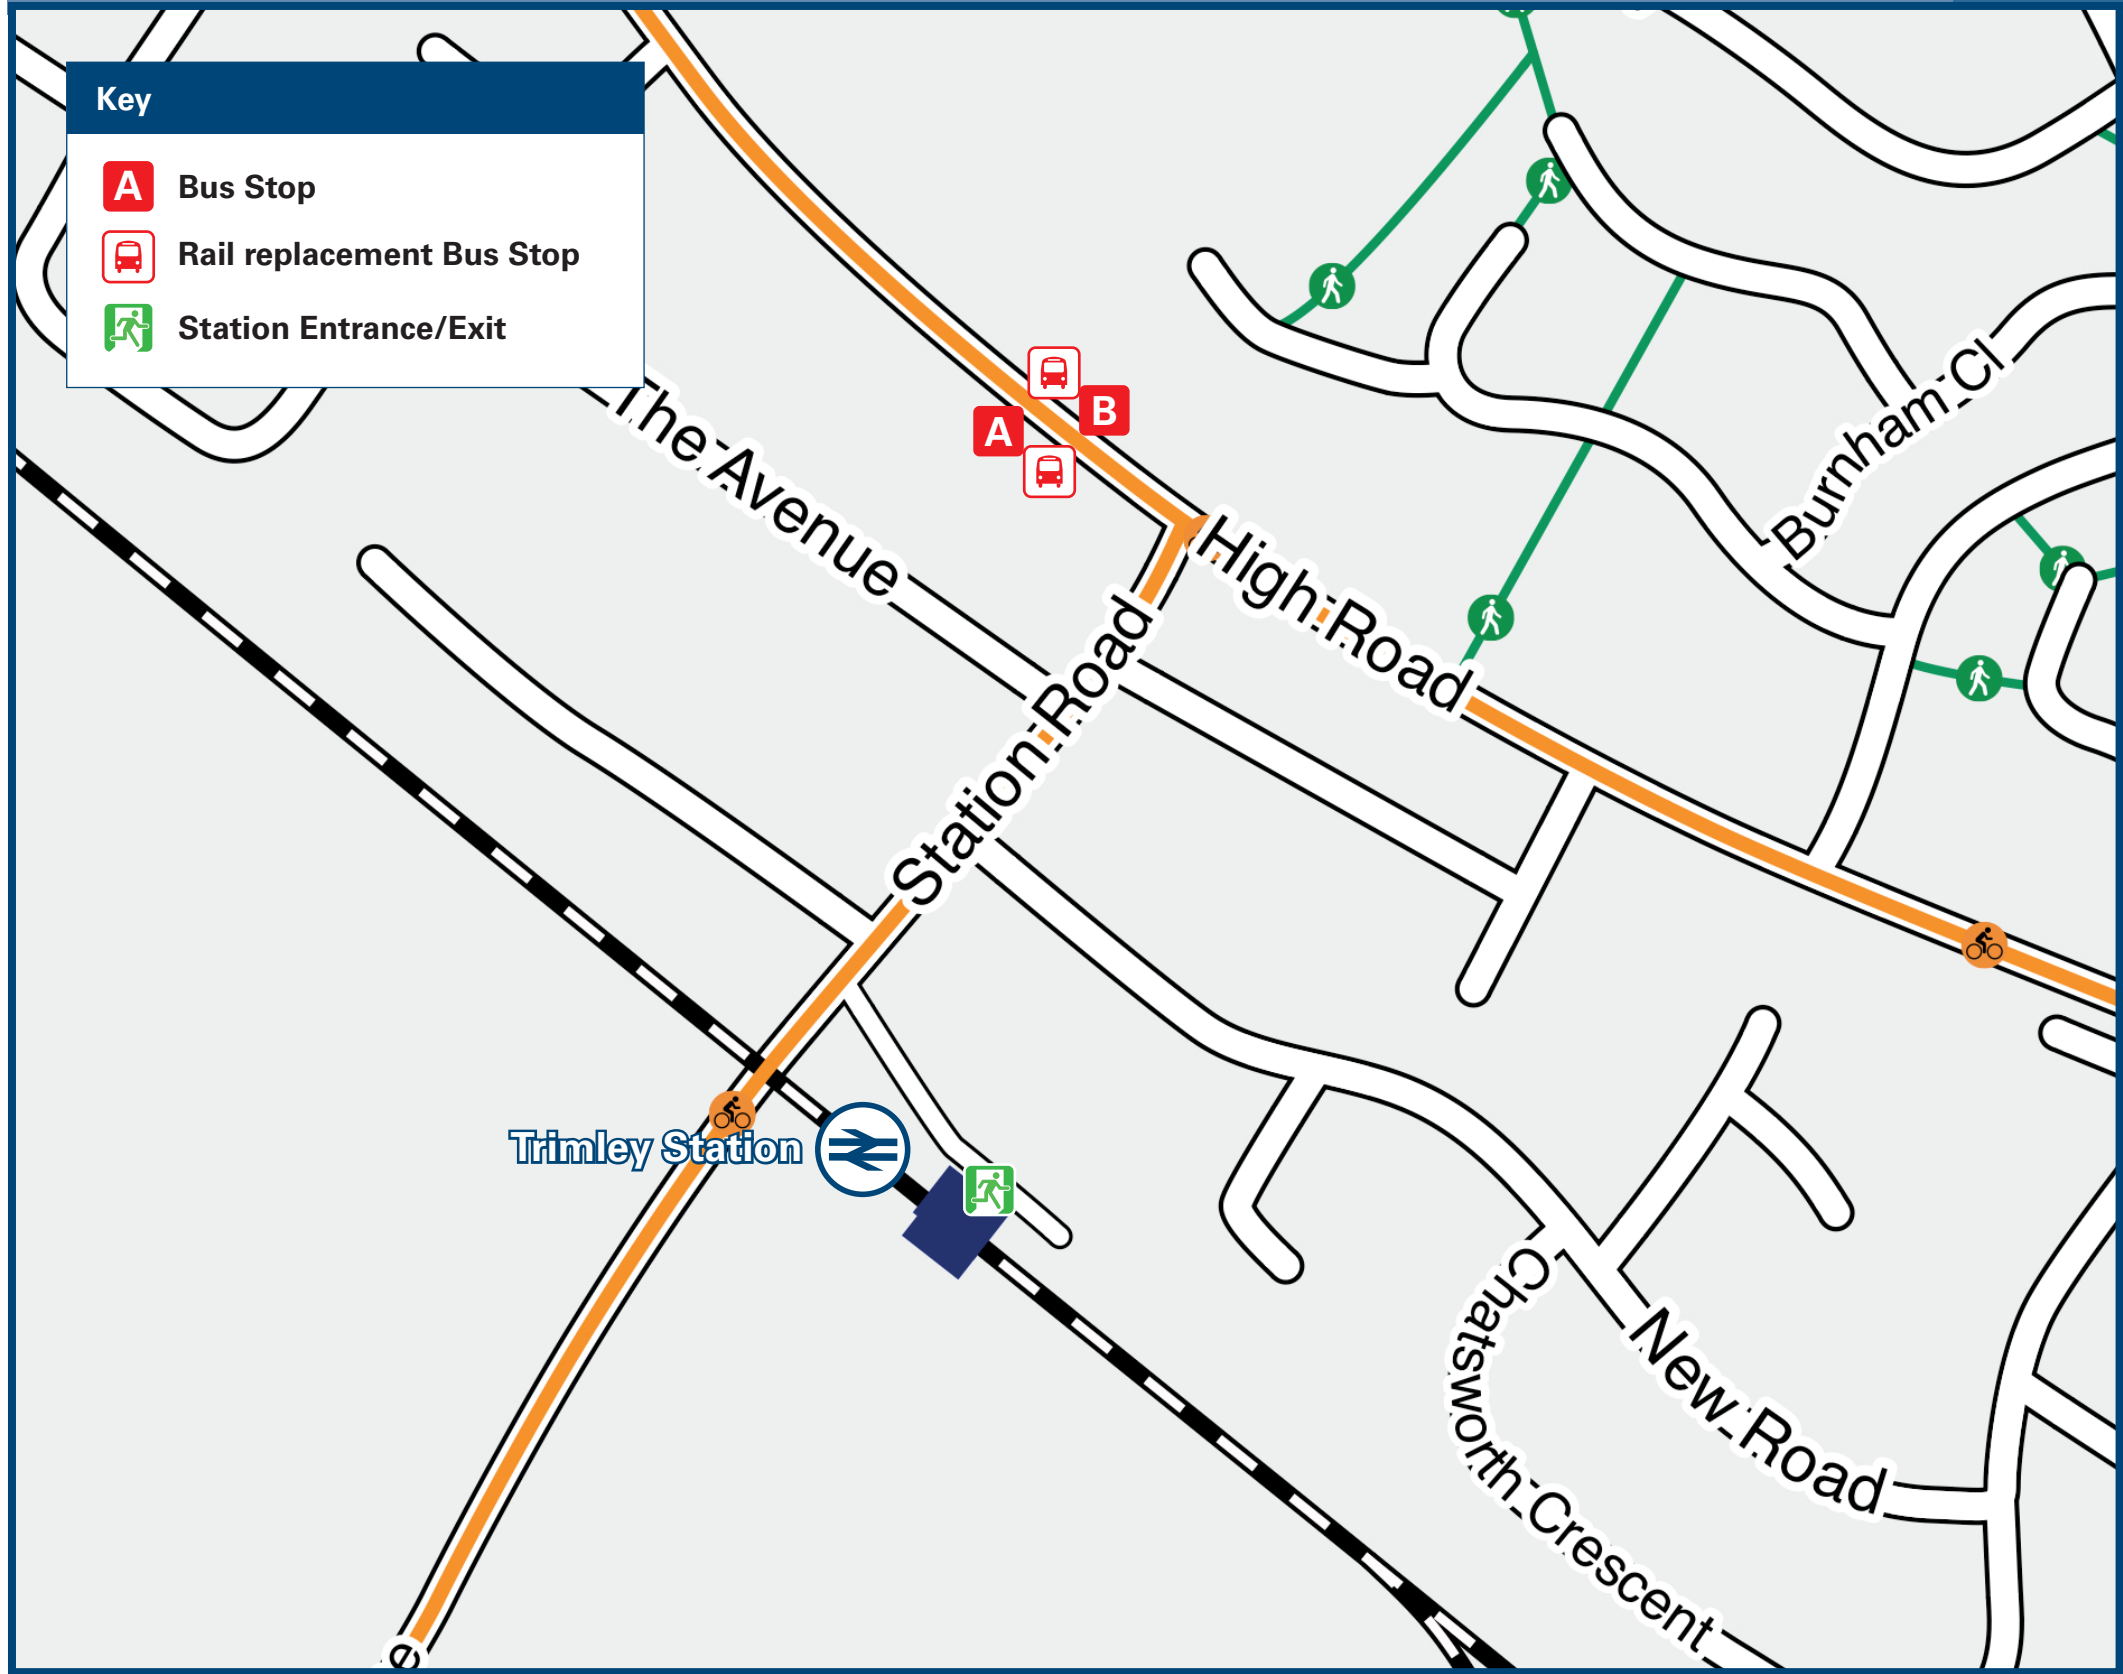 Key
A Bus Stop
Rail replacement Bus Stop
Station Entrance/Exit
The Avenue
A
B
High Road
Burnham Cl
Station Road
Trimley Station
Chatsworth Crescent
New Road
e